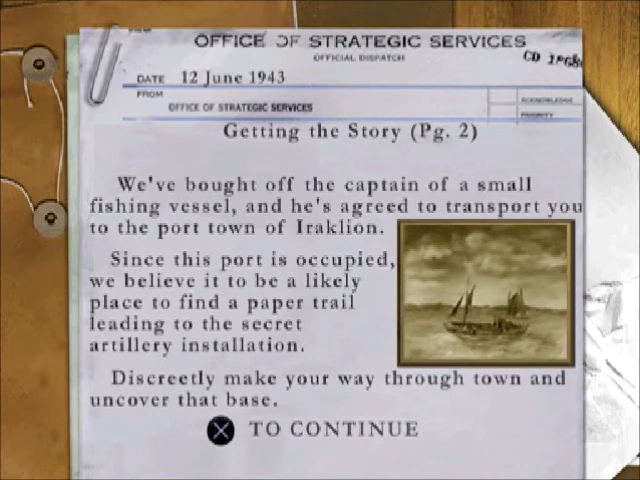 OFFICE OF STRATEGIC SERVICES
OFFICIAL DISPATCH
DATE 12 June 1943
FROM
OFFICE OF STRATEGIC SERVICES
ACKNOWLEDGE
PRIORITY
Getting the Story (Pg. 2)
We've bought off the captain of a small
fishing vessel, and he's agreed to transport you
to the port town of Iraklion.
Since this port is occupied,
we believe it to be a likely
place to find a paper trail
leading to the secret
artillery installation.
Discreetly make your way through town and
uncover that base.
TO CONTINUE